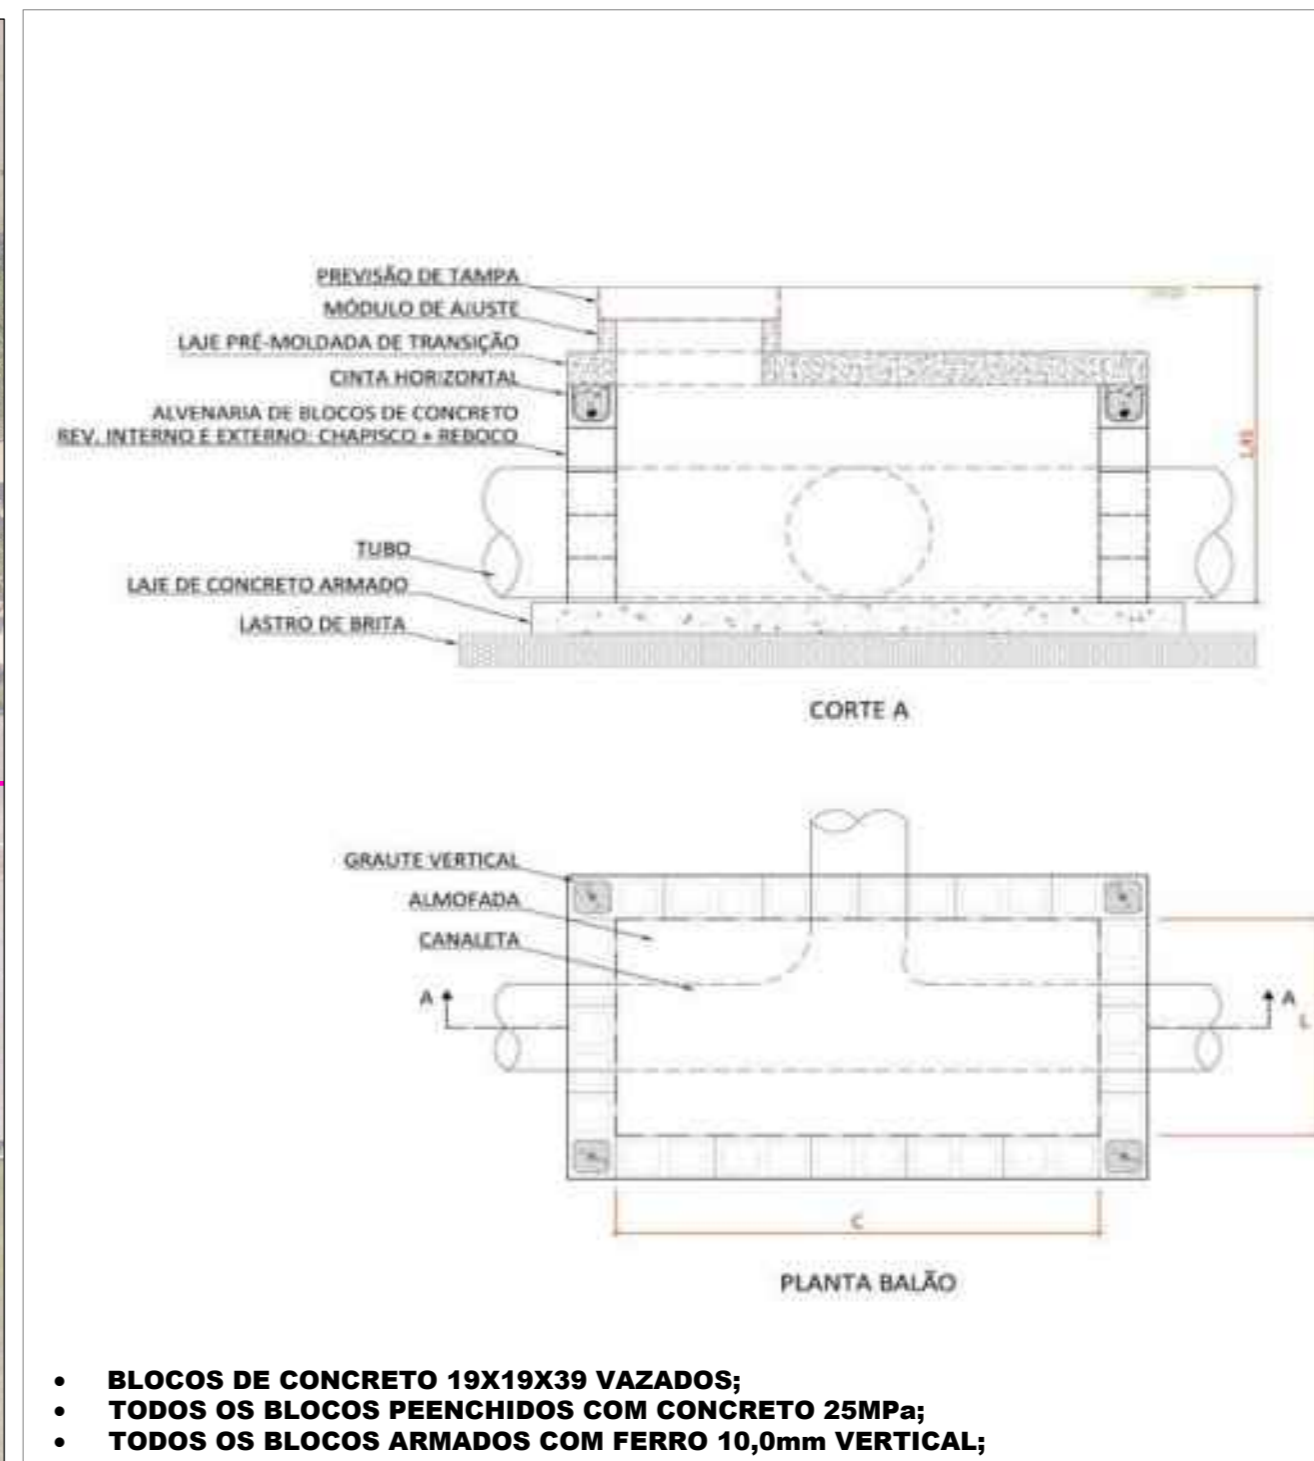 PREVISÃO DE TAMPA
MÓDULO DE AJUSTE
LAJE PRÉ-MOLDADA DE TRANSIÇÃO
CINTA HORIZONTAL
ALVENARIA DE BLOCOS DE CONCRETO
REV. INTERNO E EXTERNO: CHAPISCO + REBOCO
TUBO
LAJE DE CONCRETO ARMADO
LASTRO DE BRITA
CORTE A
GRAUTE VERTICAL
ALMOFADA
CANALETA
A
A
L
C
PLANTA BALÃO
• BLOCOS DE CONCRETO 19X19X39 VAZADOS;
• TODOS OS BLOCOS PEENCHIDOS COM CONCRETO 25MPa;
• TODOS OS BLOCOS ARMADOS COM FERRO 10,0mm VERTICAL;